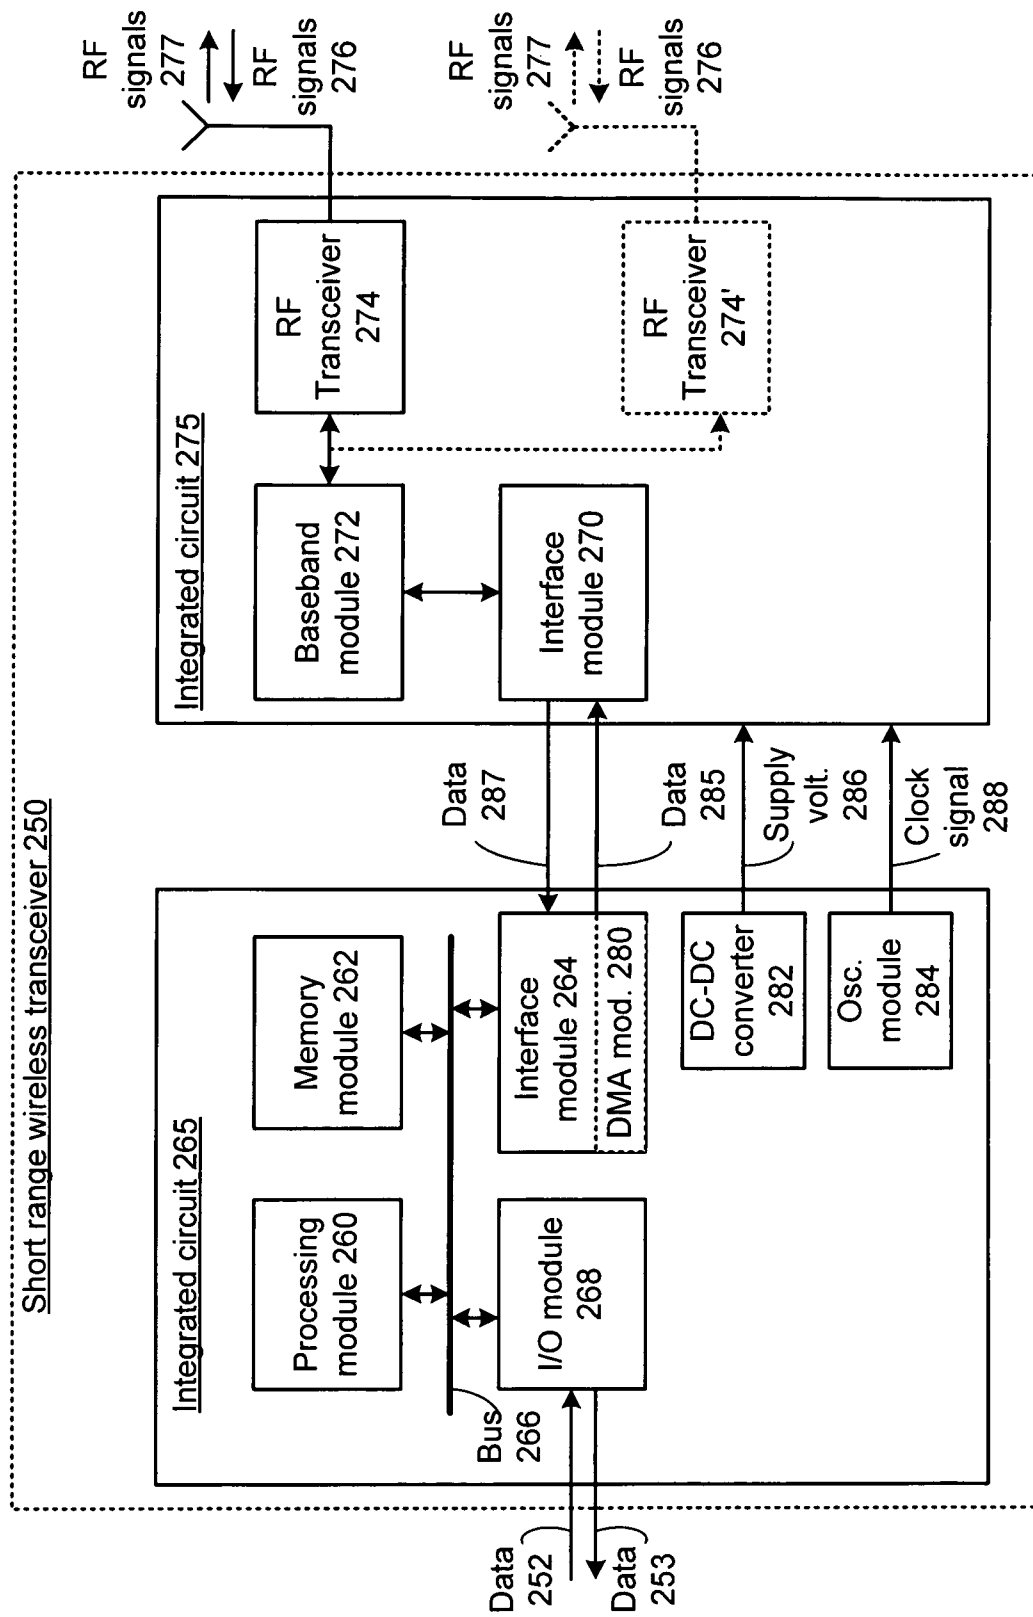 Short range wireless transceiver 250
Integrated circuit 265
Processing
module 260
Memory
module 262
Bus
266
I/O module
268
Interface
module 264
DMA mod. 280
DC-DC
converter
282
Osc.
module
284
Data
252
Data
253
Data
287
Data
285
Supply
volt.
286
Clock
signal
288
Integrated circuit 275
Baseband
module 272
Interface
module 270
RF
Transceiver
274
RF
Transceiver
274'
RF
signals
277
RF
signals
276
RF
signals
277
RF
signals
276